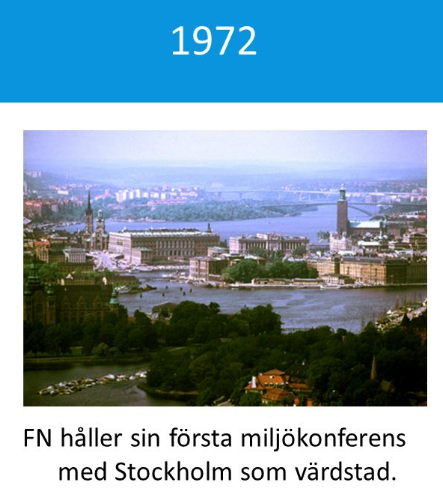 1972
FN håller sin första miljökonferens
med Stockholm som värdstad.